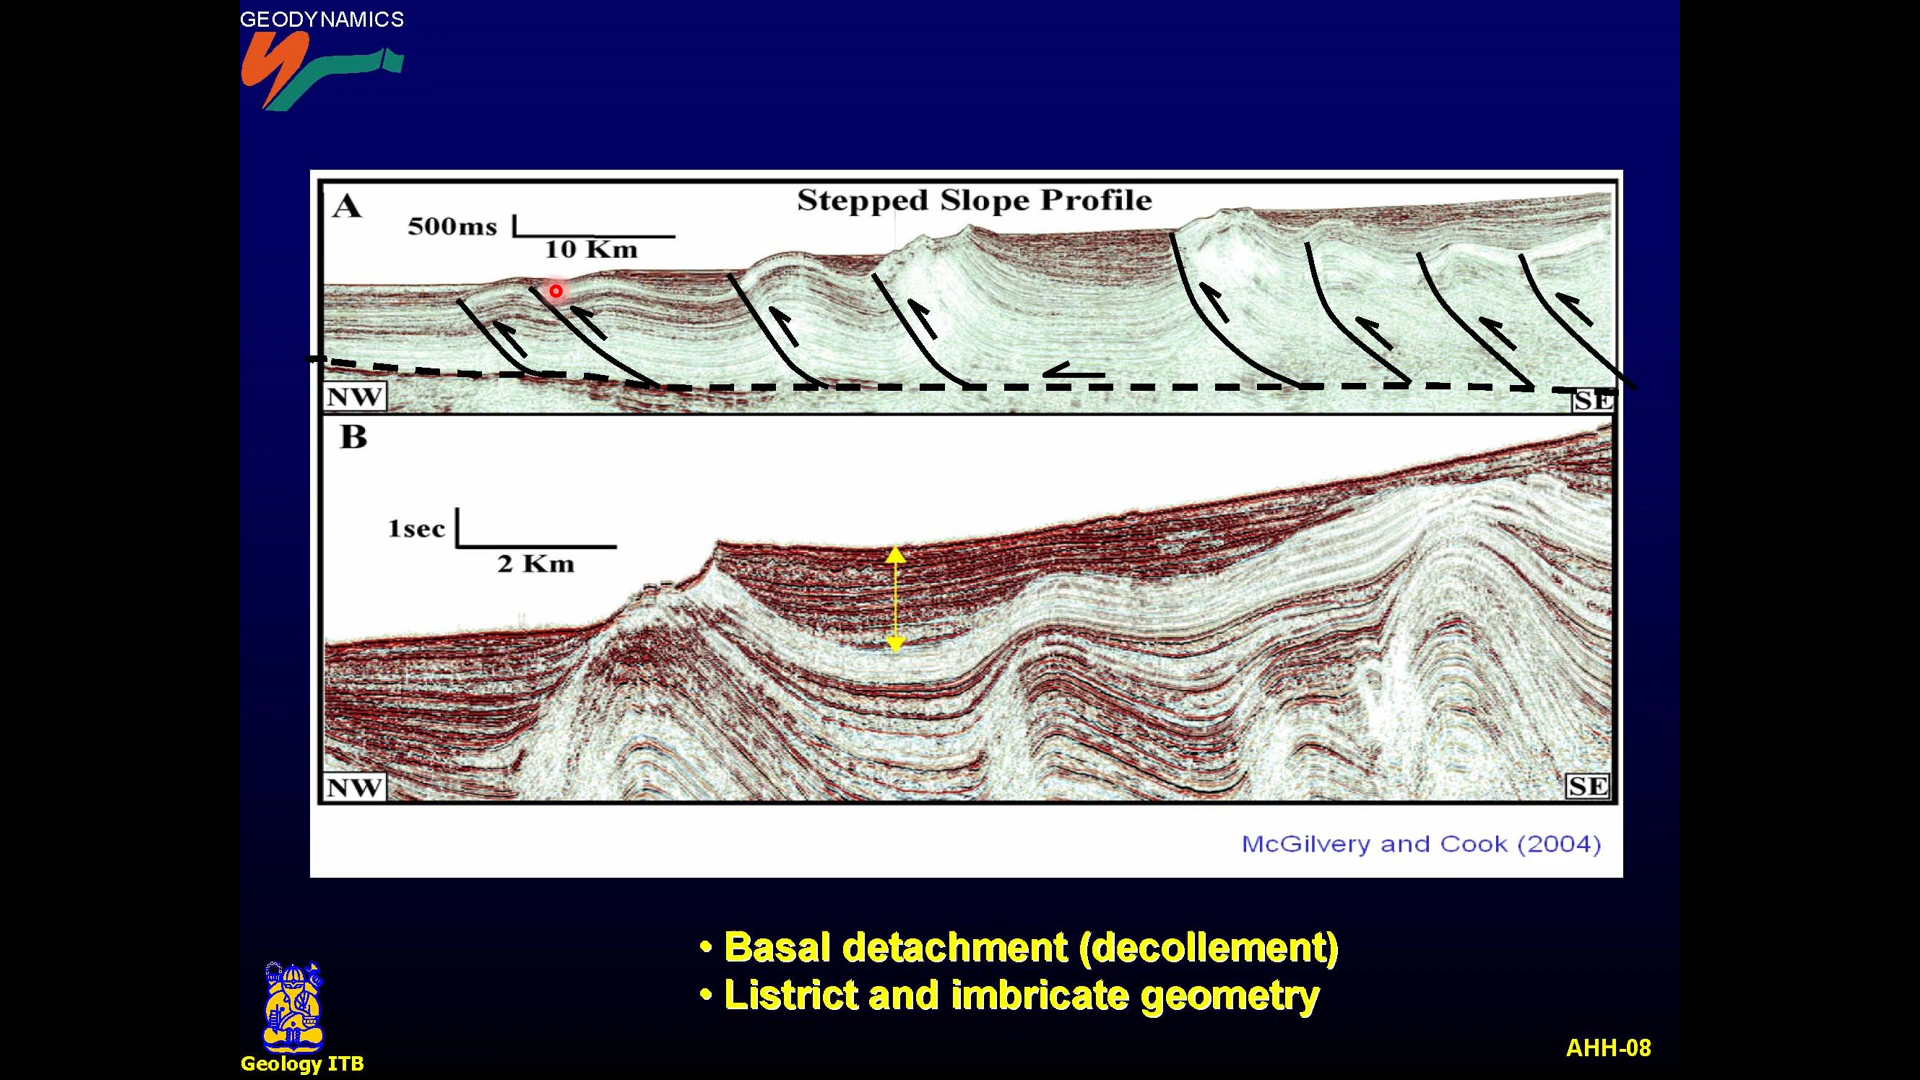 GEODYNAMICS
A
Stepped Slope Profile
500ms
10 Km
NW
SE
B
1sec
2 Km
NW
SE
McGilvery and Cook (2004)
• Basal detachment (decollement)
• Listrict and imbricate geometry
Geology ITB
AHH-08